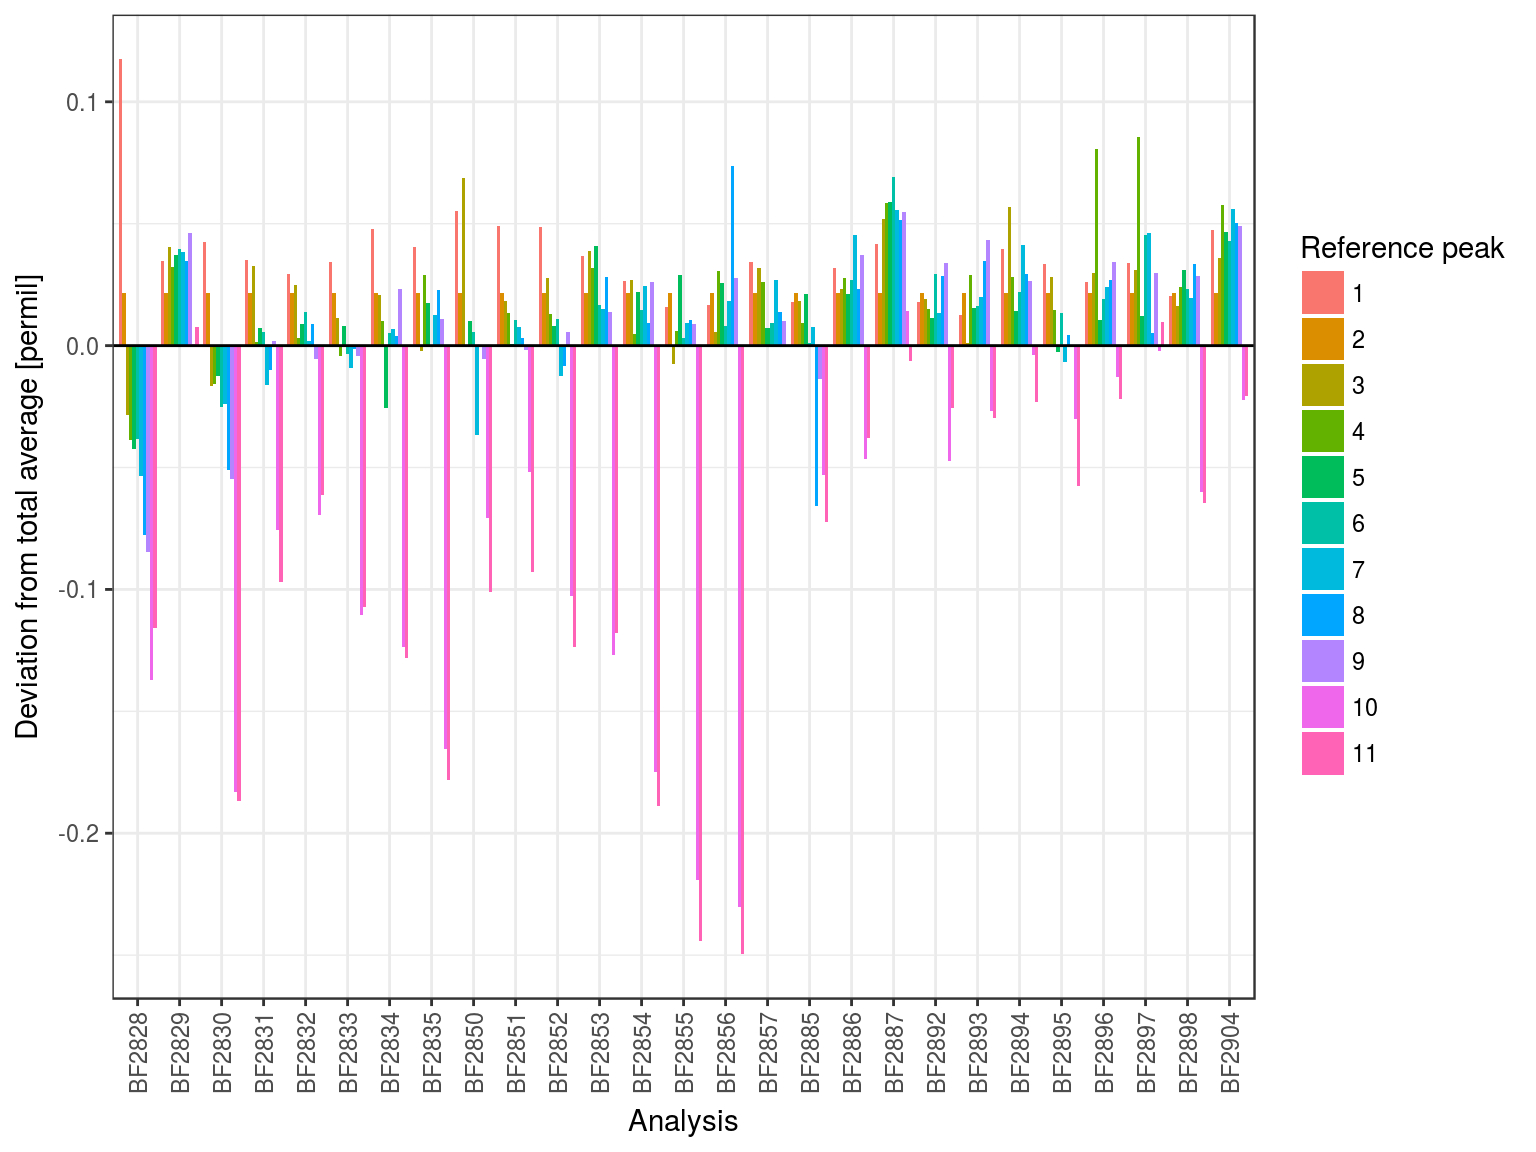 Deviation from total average [permil]
0.1
0.0
-0.1
-0.2
BF2828
BF2829
BF2830
BF2831
BF2832
BF2833
BF2834
BF2835
BF2850
BF2851
BF2852
BF2853
BF2854
BF2855
BF2856
BF2857
BF2885
BF2886
BF2887
BF2892
BF2893
BF2894
BF2895
BF2896
BF2897
BF2898
BF2904
Analysis
Reference peak
1
2
3
4
5
6
7
8
9
10
11